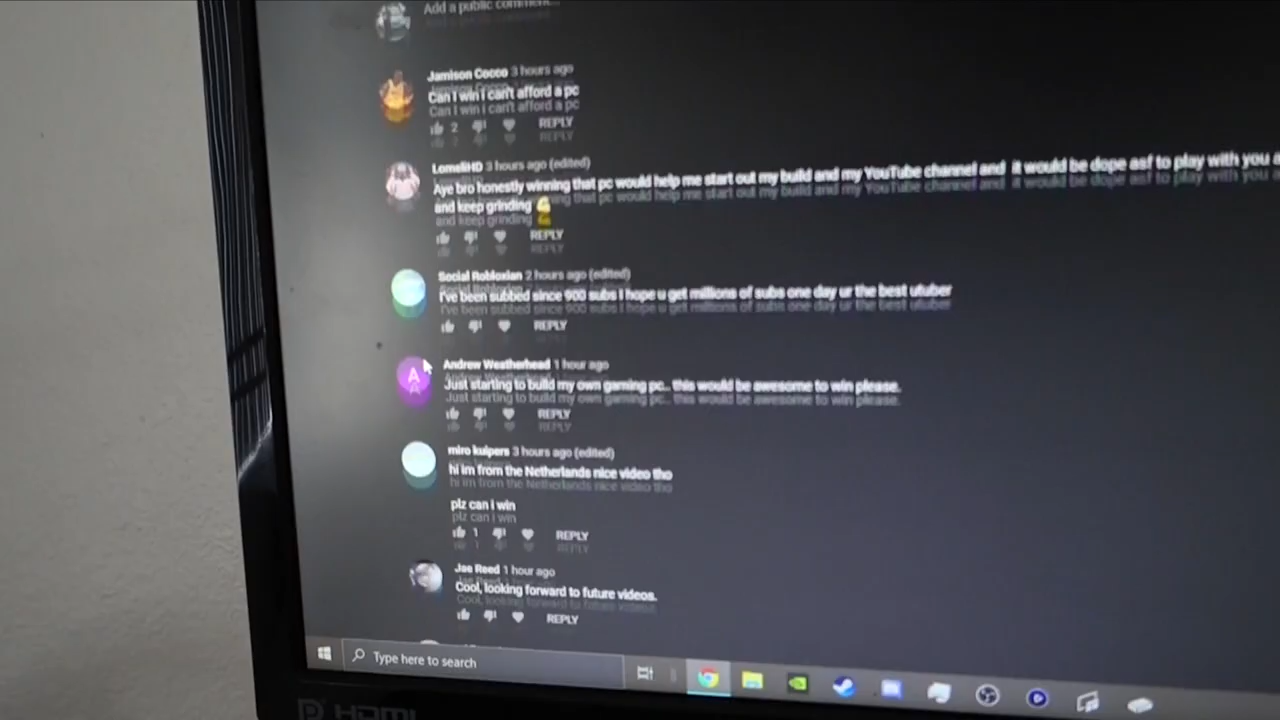 Add a public comment...
Jamison Cocco 3 hours ago
Can I win i can't afford a pc
2 REPLY
LomeliHD 3 hours ago (edited)
Aye bro honestly winning that pc would help me start out my build and my YouTube channel and it would be dope asf to play with you
and keep grinding 💪
REPLY
Social Robloxian 2 hours ago (edited)
I've been subbed since 900 subs I hope u get millions of subs one day ur the best utuber
REPLY
A
Andrew Weatherhead 1 hour ago
Just starting to build my own gaming pc.. this would be awesome to win please.
REPLY
miro kuipers 3 hours ago (edited)
hi im from the Netherlands nice video tho
plz can i win
1 REPLY
Jae Reed 1 hour ago
Cool, looking forward to future videos.
REPLY
Type here to search
HDMI